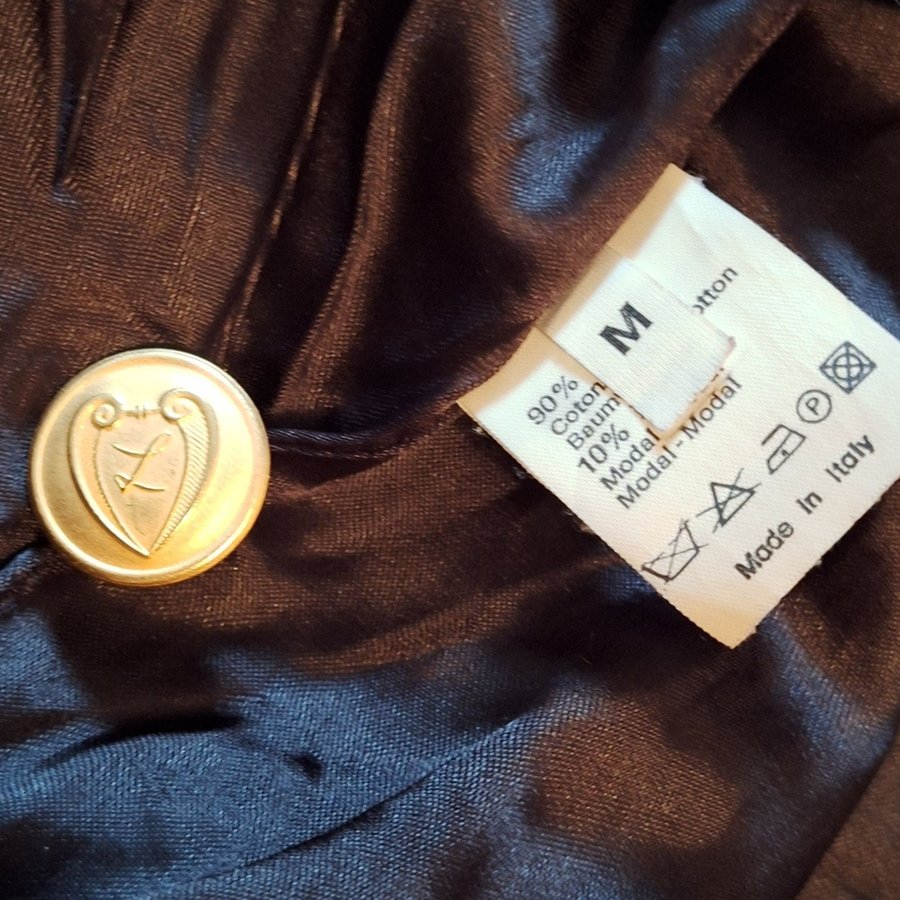 M
otton
90%
Coton
Baum
10%
Modal
Modal-Modal
P
Made in Italy
L